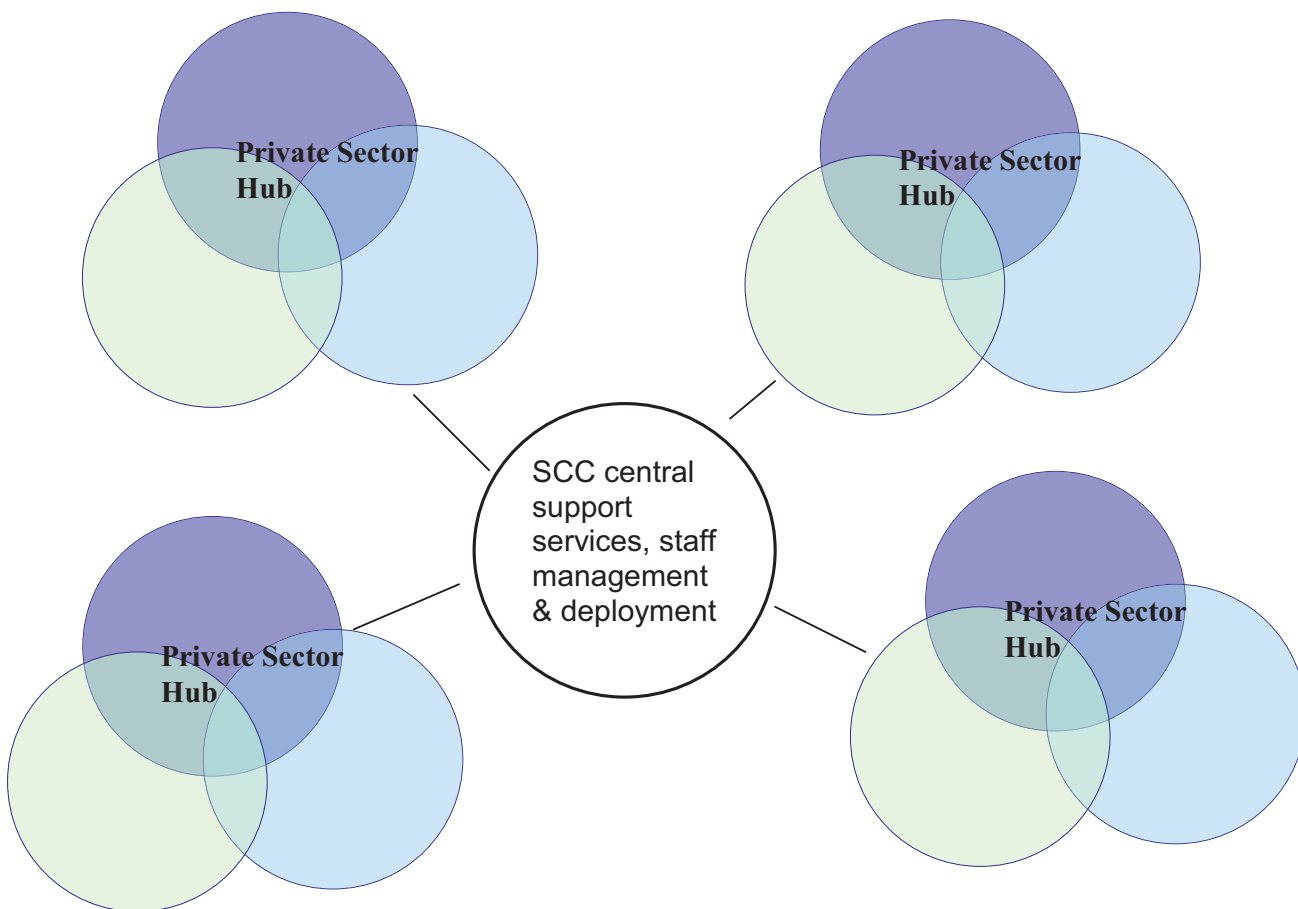 Private Sector
Hub
Private Sector
Hub
SCC central
support
services, staff
management
& deployment
Private Sector
Hub
Private Sector
Hub